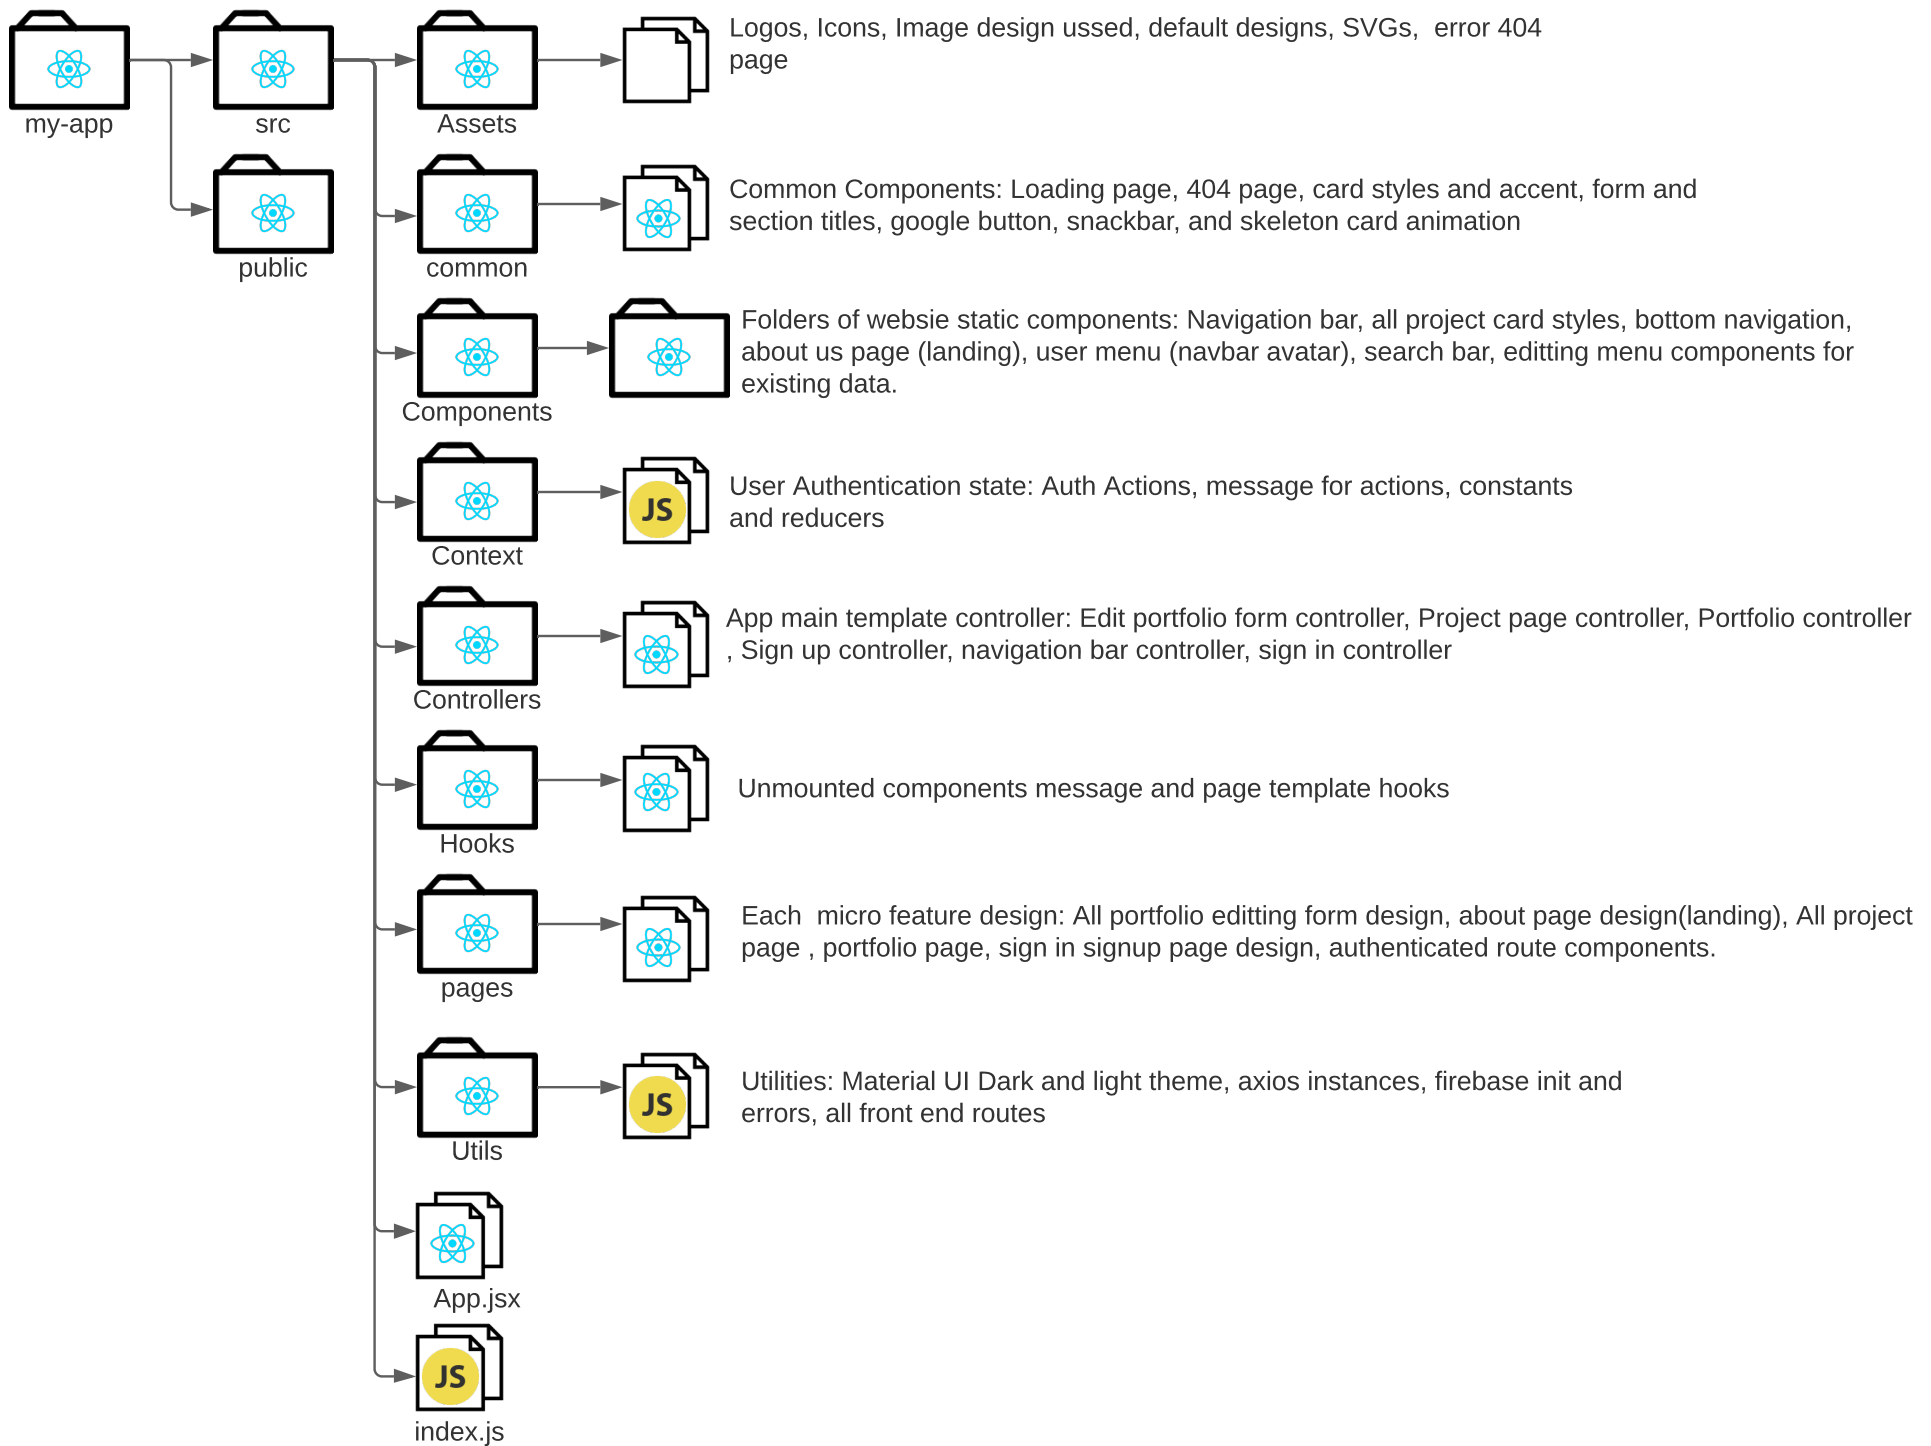 Logos, Icons, Image design ussed, default designs, SVGs,  error 404
page
my-app
src
Assets
Common Components: Loading page, 404 page, card styles and accent, form and
section titles, google button, snackbar, and skeleton card animation
public
common
Folders of websie static components: Navigation bar, all project card styles, bottom navigation,
about us page (landing), user menu (navbar avatar), search bar, editting menu components for
existing data.
Components
User Authentication state: Auth Actions, message for actions, constants
and reducers
JS
Context
App main template controller: Edit portfolio form controller, Project page controller, Portfolio controller
, Sign up controller, navigation bar controller, sign in controller
Controllers
Unmounted components message and page template hooks
Hooks
Each  micro feature design: All portfolio editting form design, about page design(landing), All project
page , portfolio page, sign in signup page design, authenticated route components.
pages
Utilities: Material UI Dark and light theme, axios instances, firebase init and
errors, all front end routes
JS
Utils
App.jsx
JS
index.js